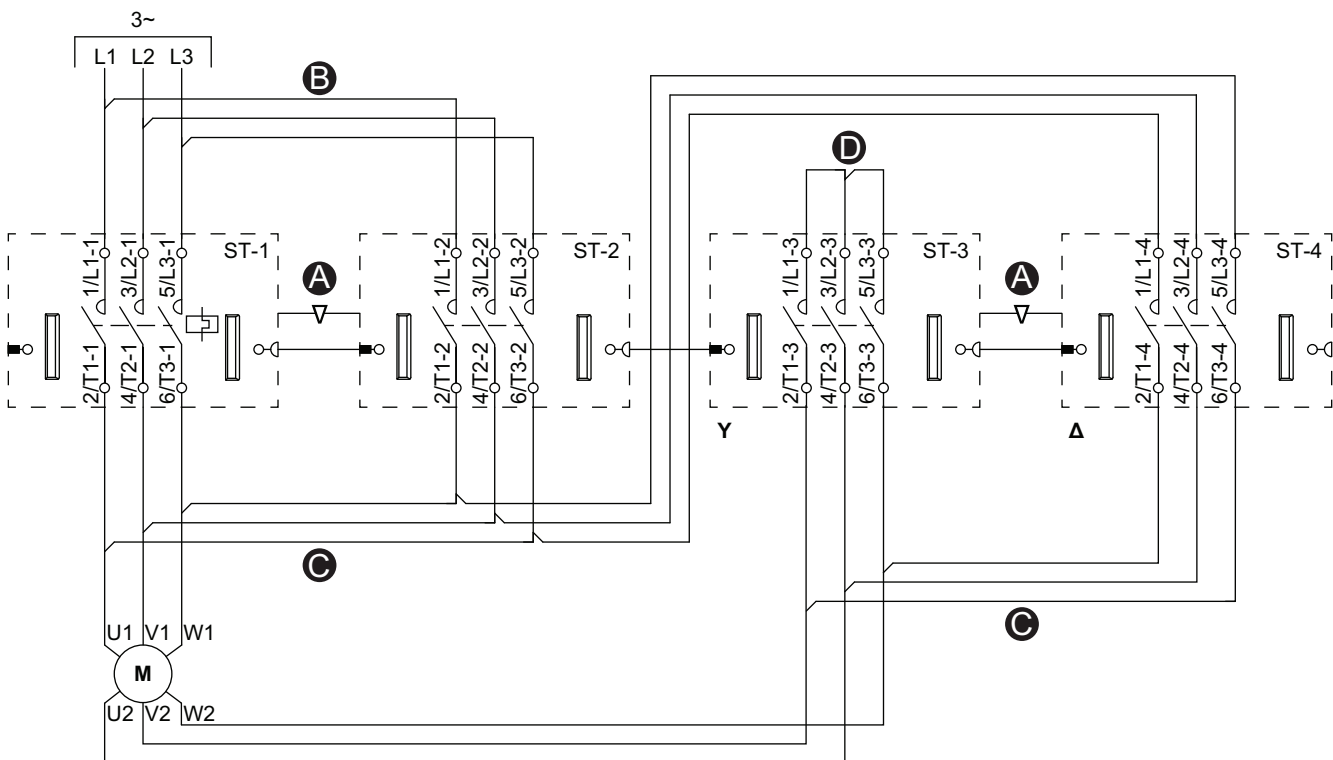 3~
L1 L2 L3
B
D
ST-1
ST-2
ST-3
ST-4
1/L1-1 3/L2-1 5/L3-1
1/L1-2 3/L2-2 5/L3-2
1/L1-3 3/L2-3 5/L3-3
1/L1-4 3/L2-4 5/L3-4
A
A
2/T1-1 4/T2-1 6/T3-1
2/T1-2 4/T2-2 6/T3-2
2/T1-3 4/T2-3 6/T3-3
2/T1-4 4/T2-4 6/T3-4
Y
Δ
C
C
U1 V1 W1
M
U2 V2 W2